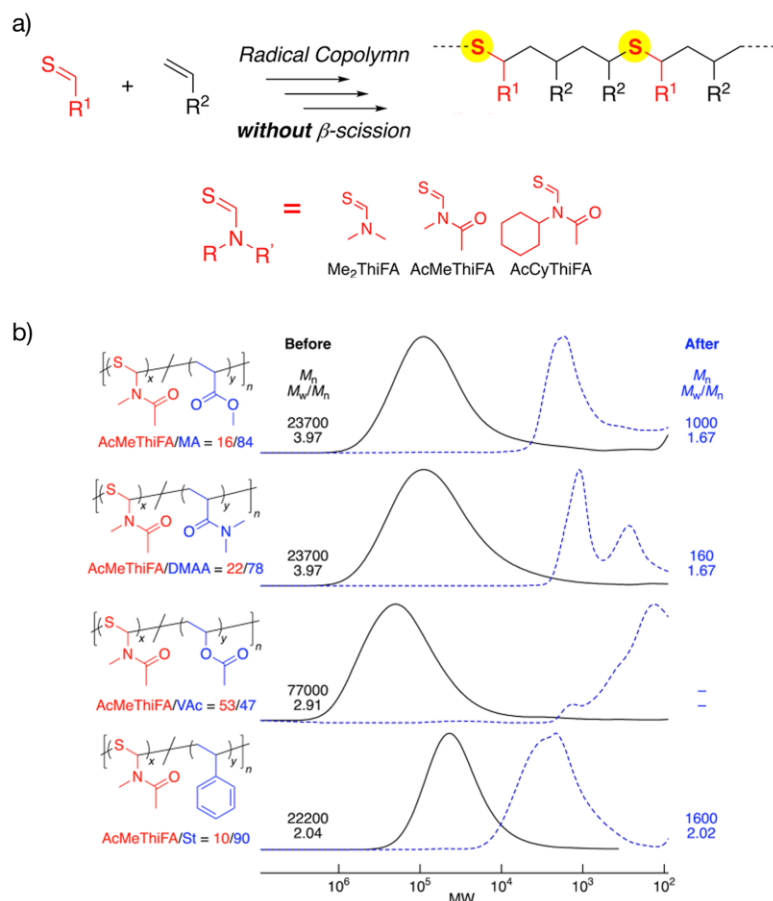 a)
S
R1
+
R2
Radical Copolymn
without β-scission
S
S
R1
R2
R2
R1
R2
S
N
R
R'
=
S
N
Me2ThiFA
S
N
O
AcMeThiFA
S
N
O
AcCyThiFA
b)
Before
Mn
Mw/Mn
After
Mn
Mw/Mn
S
x
y
n
N
O
O
O
AcMeThiFA/MA = 16/84
23700
3.97
1000
1.67
S
x
y
n
N
O
O
N
AcMeThiFA/DMAA = 22/78
23700
3.97
160
1.67
S
x
y
n
N
O
O
O
AcMeThiFA/VAc = 53/47
77000
2.91
–
–
S
x
y
n
N
O
AcMeThiFA/St = 10/90
22200
2.04
1600
2.02
10^6 10^5 10^4 10^3 10^2
MW